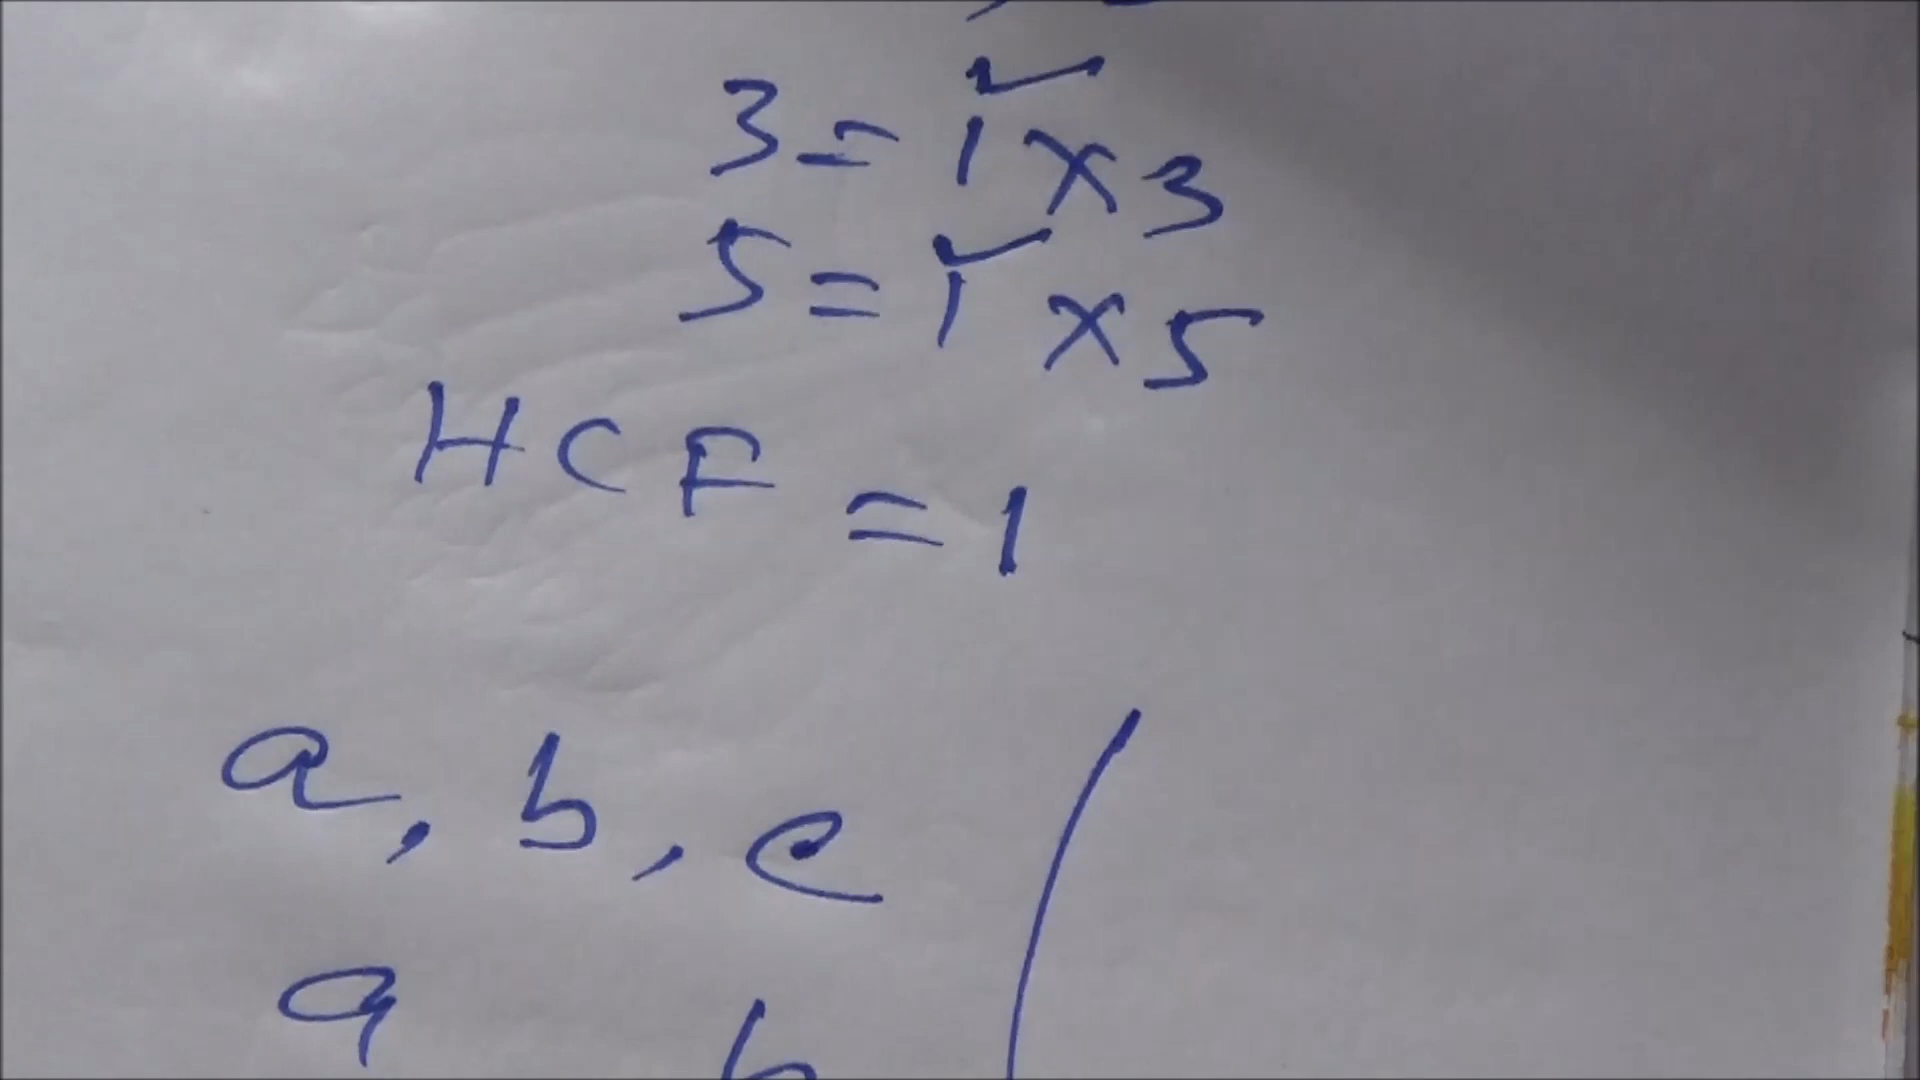 3 = 1 × 3
5 = 1 × 5
HCF = 1
a, b, c
a b